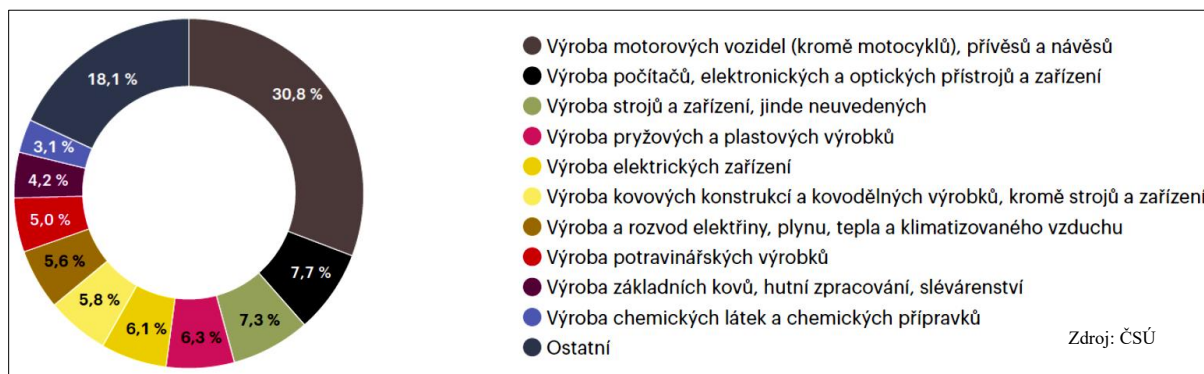 30,8 %
7,7 %
7,3 %
6,3 %
6,1 %
5,8 %
5,6 %
5,0 %
4,2 %
3,1 %
18,1 %
Výroba motorových vozidel (kromě motocyklů), přívěsů a návěsů
Výroba počítačů, elektronických a optických přístrojů a zařízení
Výroba strojů a zařízení, jinde neuvedených
Výroba pryžových a plastových výrobků
Výroba elektrických zařízení
Výroba kovových konstrukcí a kovodělných výrobků, kromě strojů a zařízení
Výroba a rozvod elektřiny, plynu, tepla a klimatizovaného vzduchu
Výroba potravinářských výrobků
Výroba základních kovů, hutní zpracování, slévárenství
Výroba chemických látek a chemických přípravků
Ostatní
Zdroj: ČSÚ